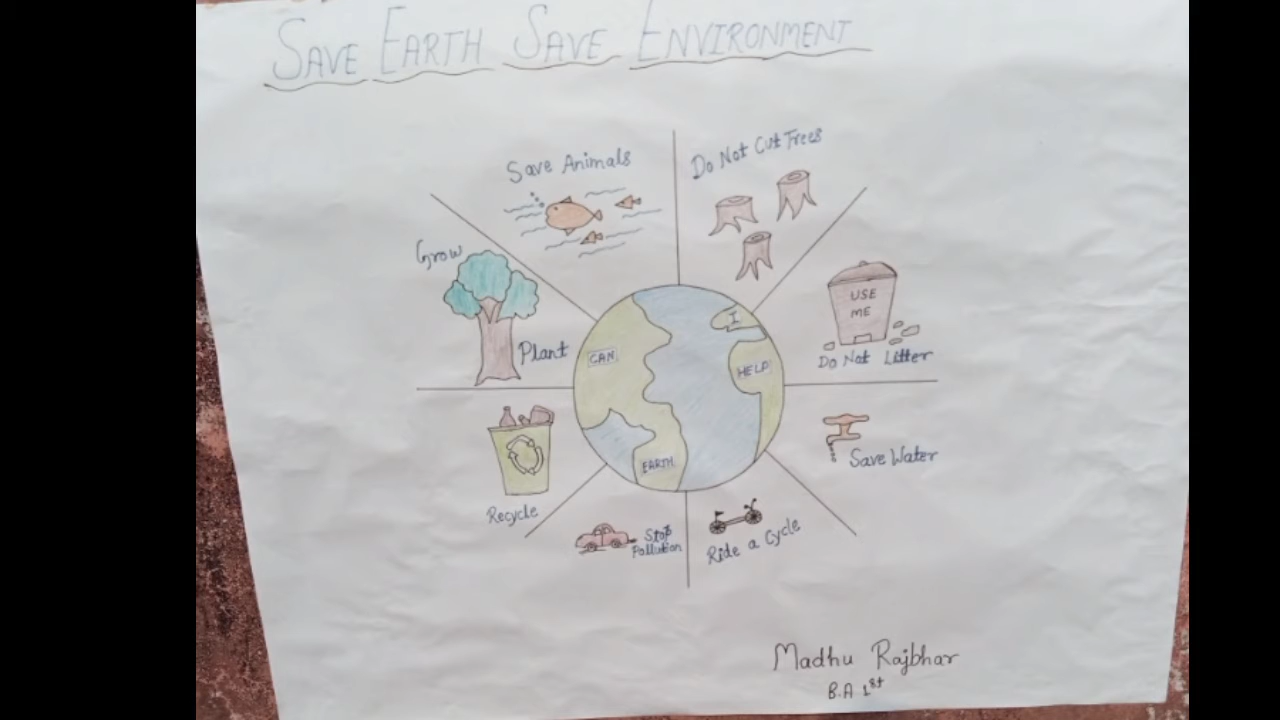 SAVE EARTH SAVE ENVIRONMENT
Save Animals
Do Not Cut Trees
Grow
Plant
USE
ME
Do Not Litter
I
CAN
HELP
EARTH
Save Water
Recycle
Stop
Pollution
Ride a Cycle
Madhu Rajbhar
B.A 1st